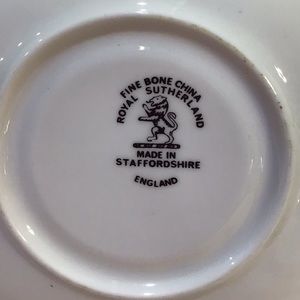 FINE BONE CHINA
ROYAL SUTHERLAND
MADE IN
STAFFORDSHIRE
ENGLAND